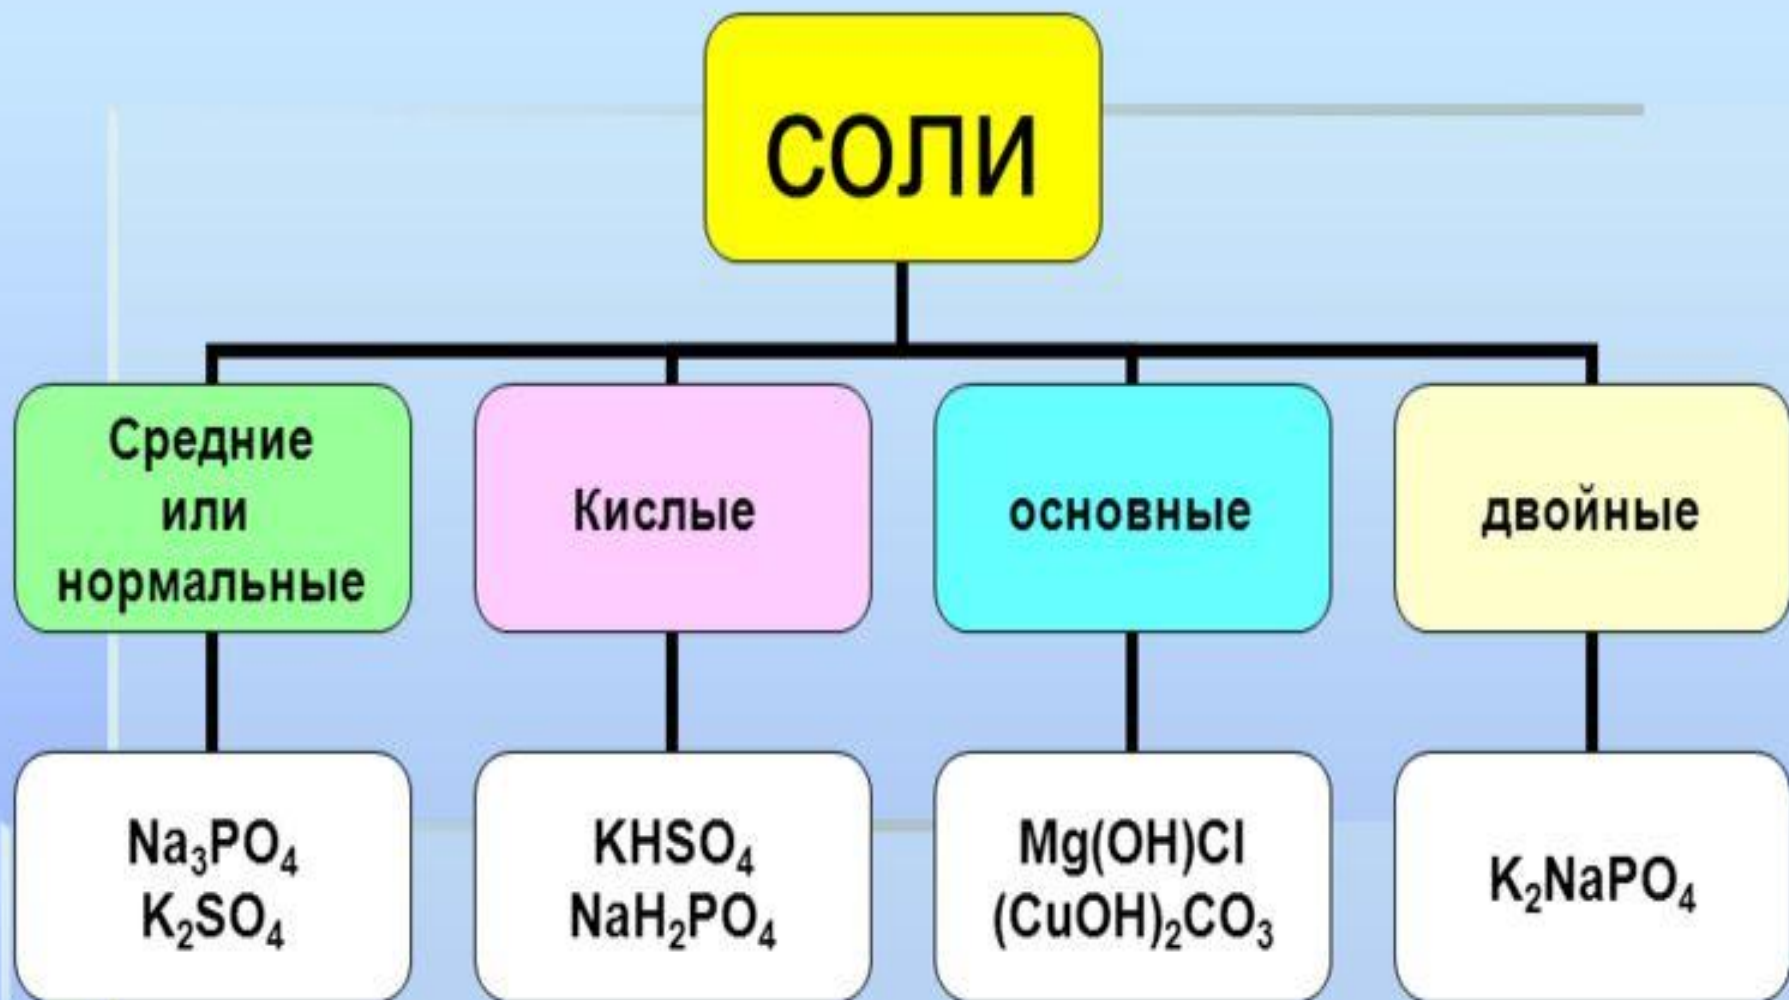 СОЛИ
Средние
или
нормальные
Кислые
основные
двойные
Na₃PO₄
K₂SO₄
KHSO₄
NaH₂PO₄
Mg(OH)Cl
(CuOH)₂CO₃
K₂NaPO₄